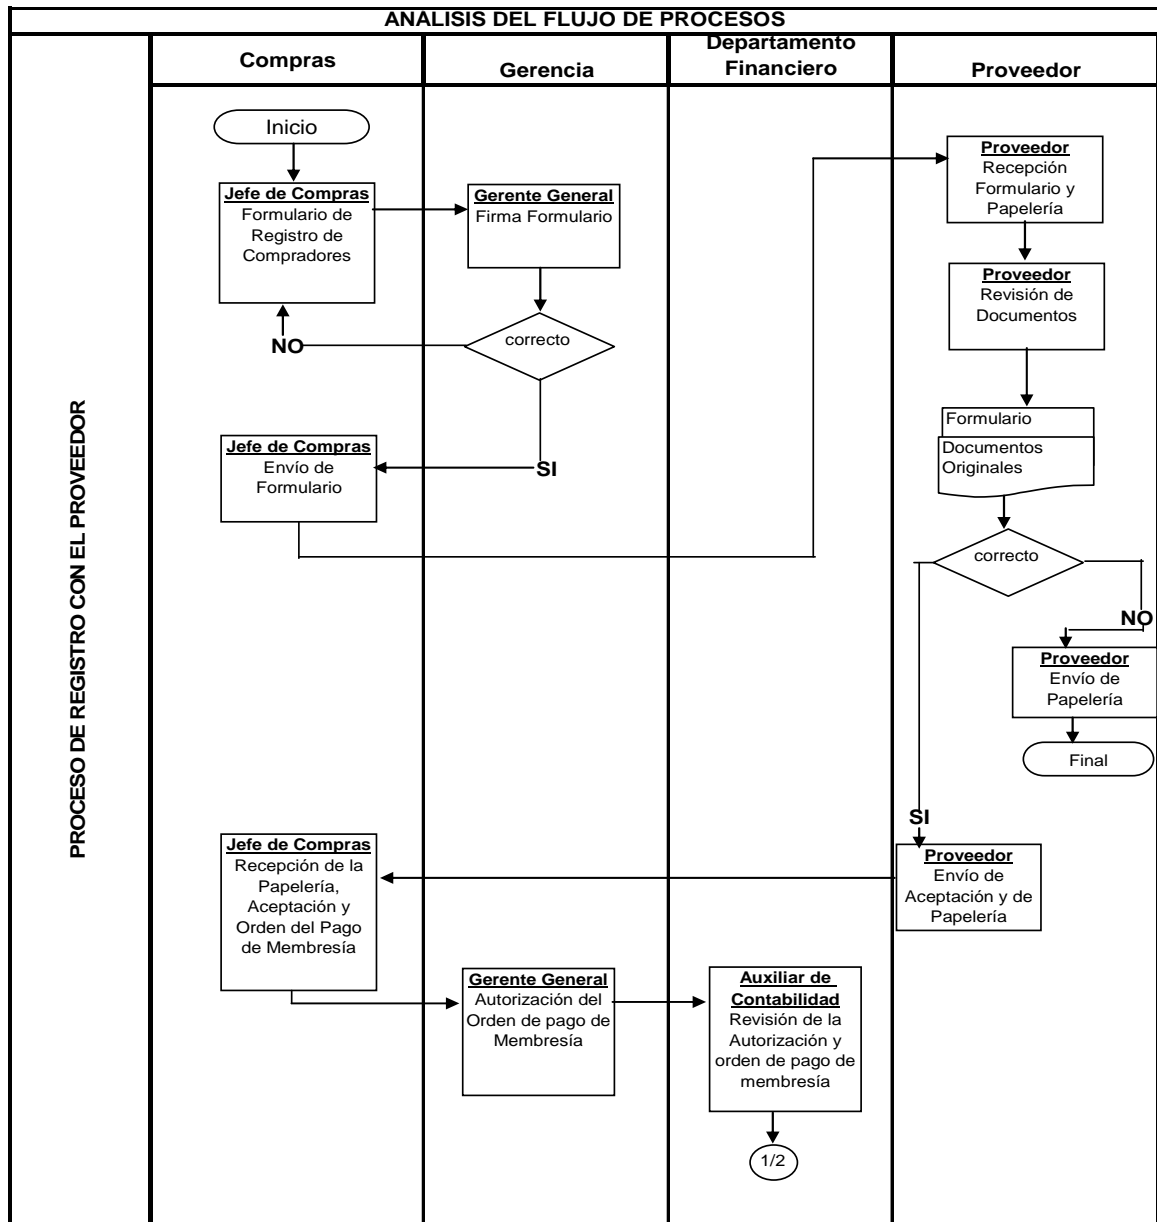 ANALISIS DEL FLUJO DE PROCESOS
Compras
Gerencia
Departamento
Financiero
Proveedor
PROCESO DE REGISTRO CON EL PROVEEDOR
Inicio
Jefe de Compras
Formulario de
Registro de
Compradores
Gerente General
Firma Formulario
correcto
NO
SI
Jefe de Compras
Envío de
Formulario
Proveedor
Recepción
Formulario y
Papelería
Proveedor
Revisión de
Documentos
Formulario
Documentos
Originales
correcto
NO
Proveedor
Envío de
Papelería
Final
SI
Proveedor
Envío de
Aceptación y de
Papelería
Jefe de Compras
Recepción de la
Papelería,
Aceptación y
Orden del Pago
de Membresía
Gerente General
Autorización del
Orden de pago de
Membresía
Auxiliar de
Contabilidad
Revisión de la
Autorización y
orden de pago de
membresía
1/2